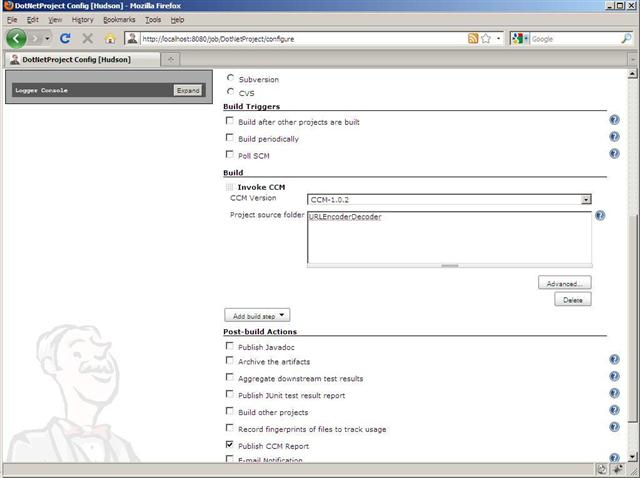 DotNetProject Config [Hudson] - Mozilla Firefox
File Edit View History Bookmarks Tools Help
http://localhost:8080/job/DotNetProject/configure
Google
DotNetProject Config [Hudson]
Logger Console Expand
Subversion
CVS
Build Triggers
Build after other projects are built
Build periodically
Poll SCM
Build
Invoke CCM
CCM Version CCM-1.0.2
Project source folder URLEncoderDecoder
Advanced...
Delete
Add build step
Post-build Actions
Publish Javadoc
Archive the artifacts
Aggregate downstream test results
Publish JUnit test result report
Build other projects
Record fingerprints of files to track usage
Publish CCM Report
E-mail Notification